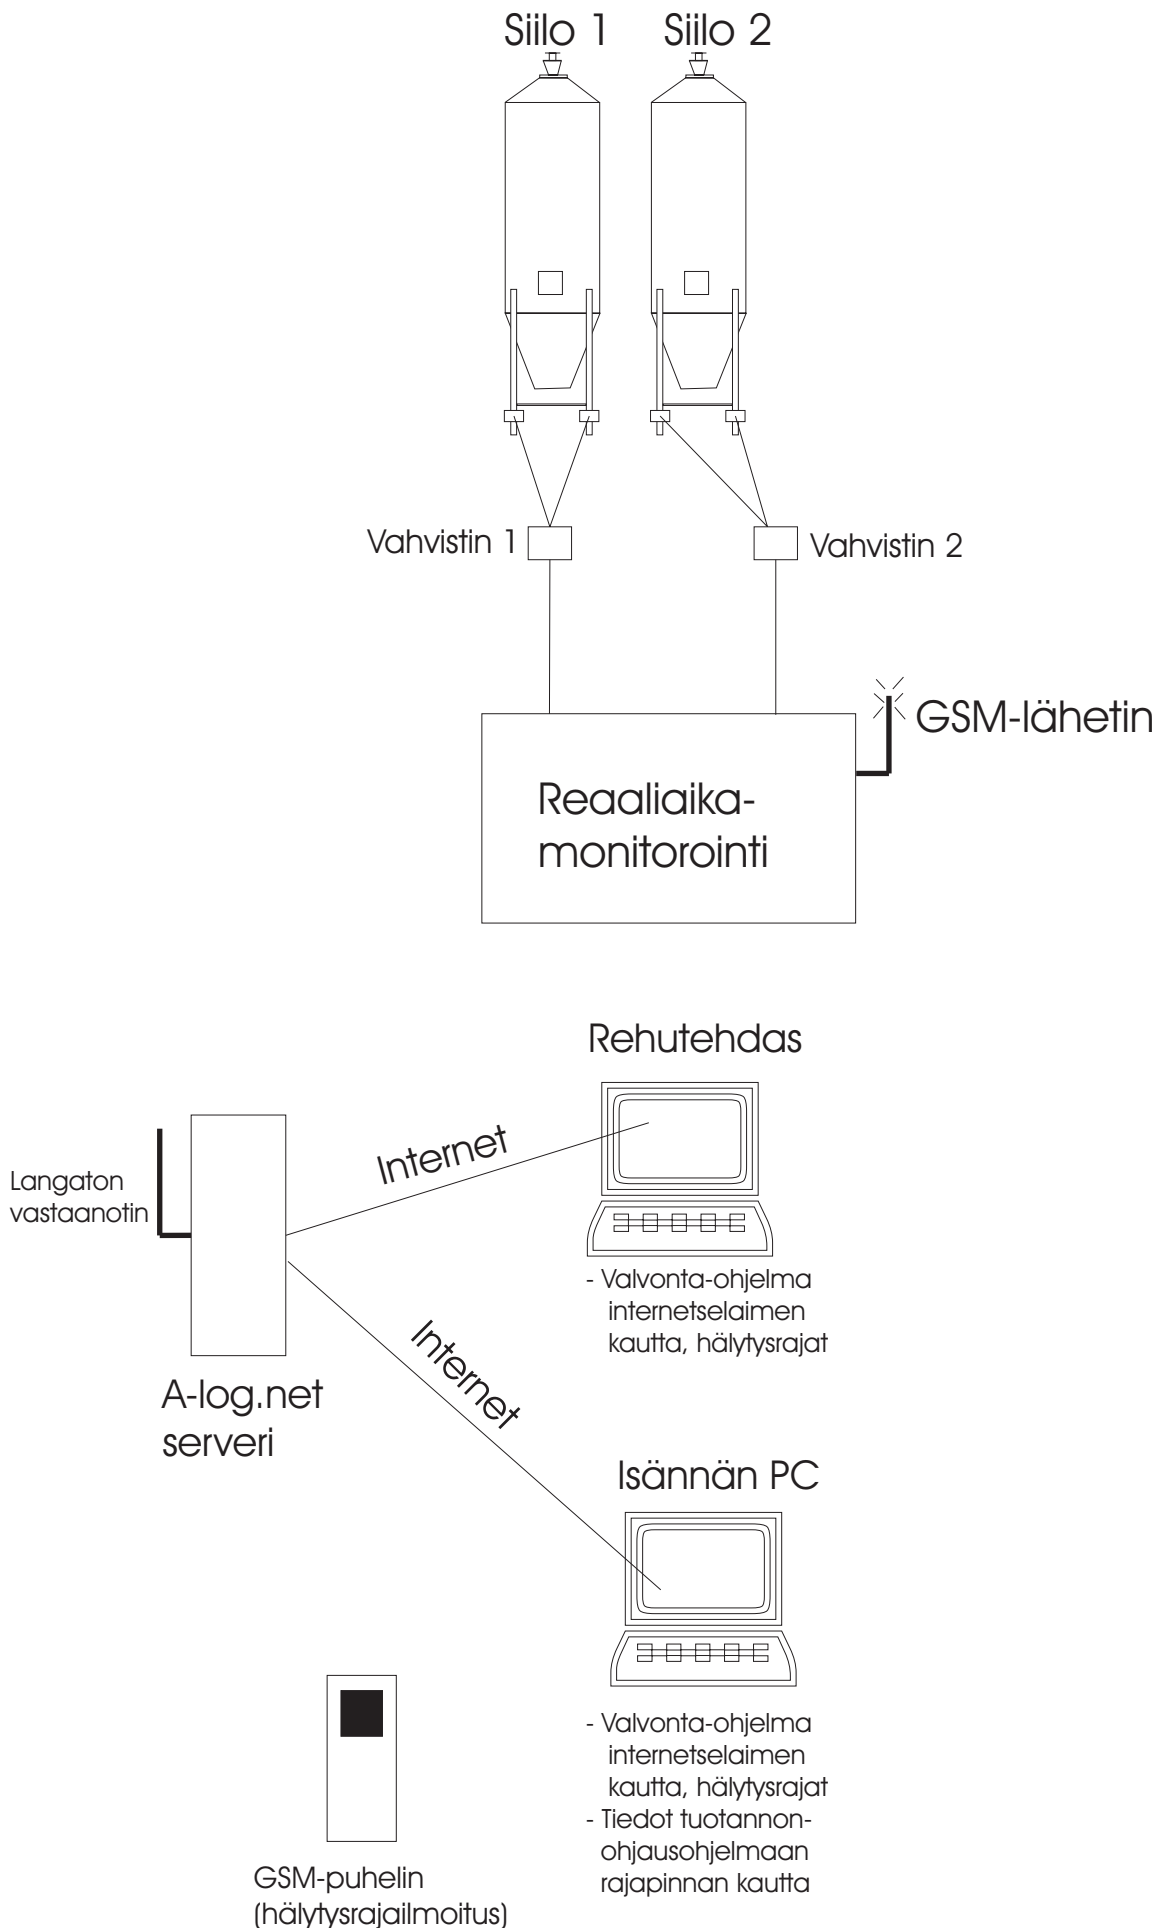 Siilo 1
Siilo 2
Vahvistin 1
Vahvistin 2
GSM-lähetin
Reaaliaika-
monitorointi
Rehutehdas
Internet
Langaton
vastaanotin
- Valvonta-ohjelma
internetselaimen
kautta, hälytysrajat
Internet
A-log.net
serveri
Isännän PC
- Valvonta-ohjelma
internetselaimen
kautta, hälytysrajat
- Tiedot tuotannon-
ohjausohjelmaan
rajapinnan kautta
GSM-puhelin
(hälytysrajailmoitus)